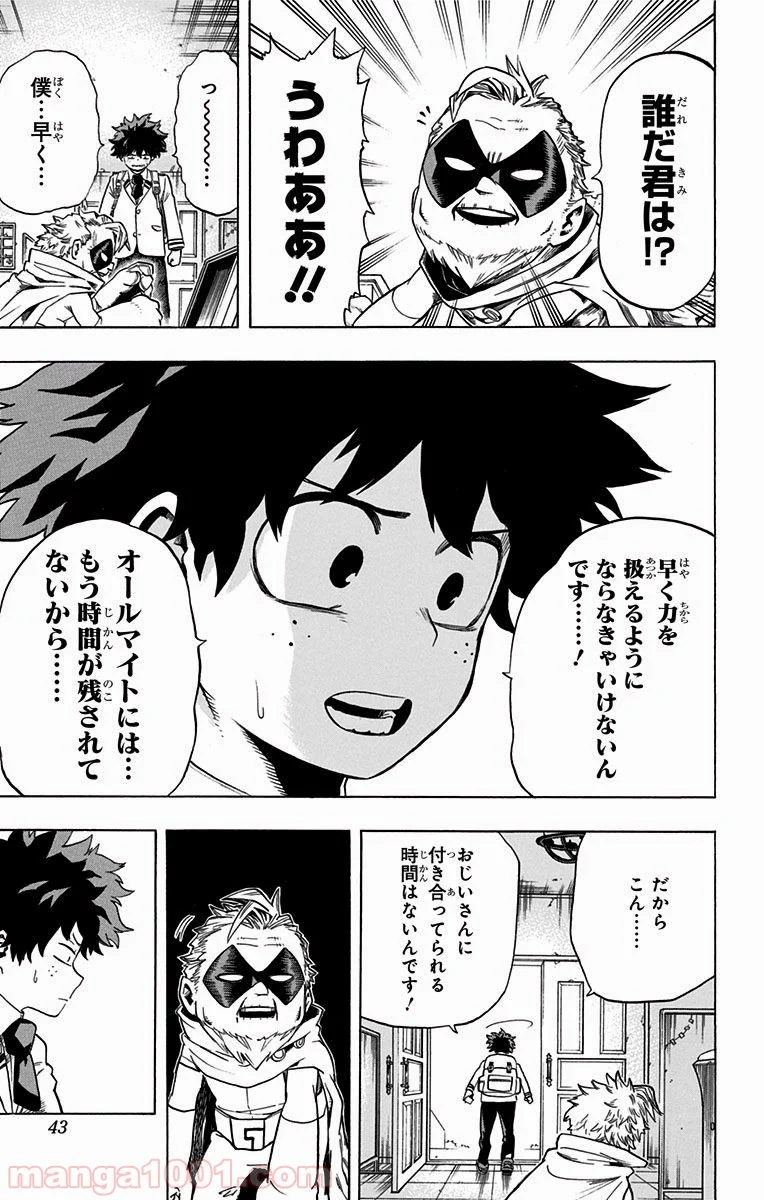 誰だ君は!?
うわああ!!
っ〜〜〜〜…
僕…早く…
早く力を
扱えるように
ならなきゃいけないん
です……!
オールマイトには…
もう時間が残されて
ないから……
だから
こん……
おじいさんに
付き合ってられる
時間はないんです!
43
manga1001.com